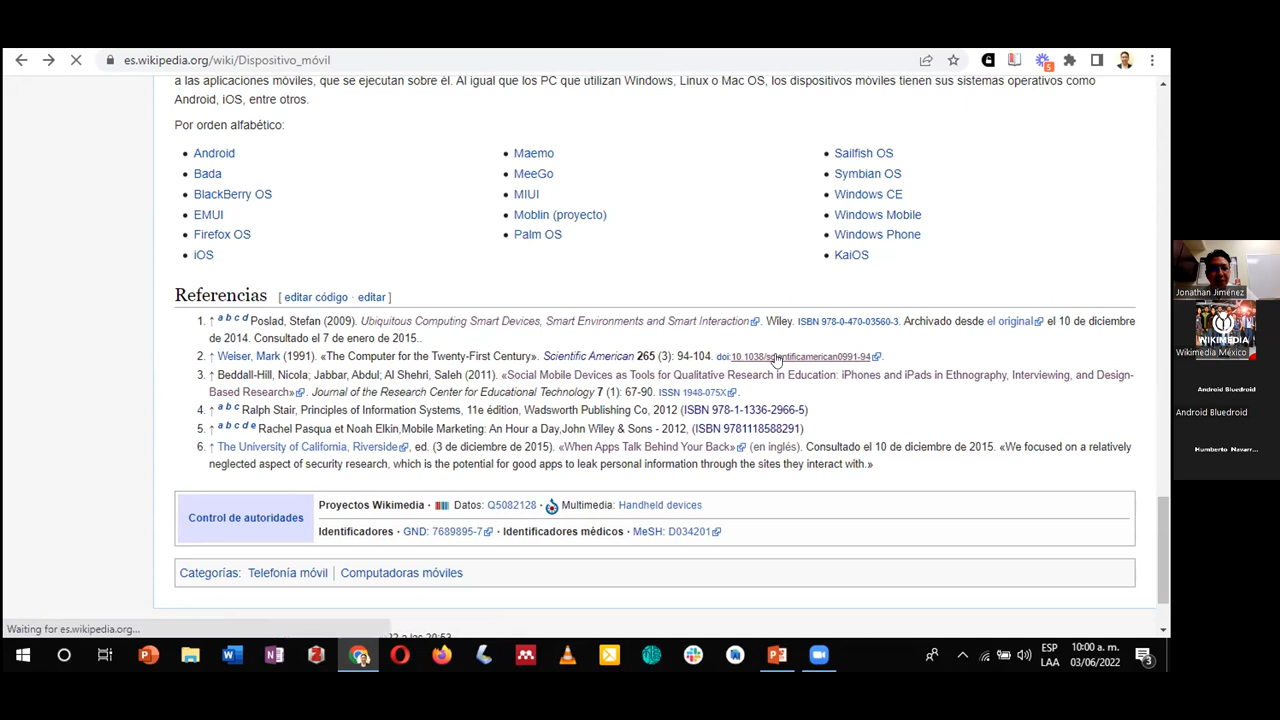 es.wikipedia.org/wiki/Dispositivo_móvil
5
a las aplicaciones móviles, que se ejecutan sobre él. Al igual que los PC que utilizan Windows, Linux o Mac OS, los dispositivos móviles tienen sus sistemas operativos como
Android, iOS, entre otros.
Por orden alfabético:
Android
Bada
BlackBerry OS
EMUI
Firefox OS
iOS
Maemo
MeeGo
MIUI
Moblin (proyecto)
Palm OS
Sailfish OS
Symbian OS
Windows CE
Windows Mobile
Windows Phone
KaiOS
Referencias [ editar código · editar ]
1. ↑ a b c d Poslad, Stefan (2009). Ubiquitous Computing Smart Devices, Smart Environments and Smart Interaction. Wiley. ISBN 978-0-470-03560-3. Archivado desde el original el 10 de diciembre
de 2014. Consultado el 7 de enero de 2015..
2. ↑ Weiser, Mark (1991). «The Computer for the Twenty-First Century». Scientific American 265 (3): 94-104. doi:10.1038/scientificamerican0991-94.
3. ↑ Beddall-Hill, Nicola; Jabbar, Abdul; Al Shehri, Saleh (2011). «Social Mobile Devices as Tools for Qualitative Research in Education: iPhones and iPads in Ethnography, Interviewing, and Design-
Based Research». Journal of the Research Center for Educational Technology 7 (1): 67-90. ISSN 1948-075X.
4. ↑ a b c Ralph Stair, Principles of Information Systems, 11e édition, Wadsworth Publishing Co, 2012 (ISBN 978-1-1336-2966-5)
5. ↑ a b c d e Rachel Pasqua et Noah Elkin,Mobile Marketing: An Hour a Day,John Wiley & Sons - 2012, (ISBN 9781118588291)
6. ↑ The University of California, Riverside, ed. (3 de diciembre de 2015). «When Apps Talk Behind Your Back» (en inglés). Consultado el 10 de diciembre de 2015. «We focused on a relatively
neglected aspect of security research, which is the potential for good apps to leak personal information through the sites they interact with.»
Control de autoridades
Proyectos Wikimedia · Datos: Q5082128 · Multimedia: Handheld devices
Identificadores · GND: 7689895-7 · Identificadores médicos · MeSH: D034201
Categorías: Telefonía móvil | Computadoras móviles
Waiting for es.wikipedia.org...
Jonathan Jiménez
WIKIMEDIA
Wikimedia México
Android Bluedroid
Android Bluedroid
Humberto Navarr...
ESP
LAA
10:00 a. m.
03/06/2022
3